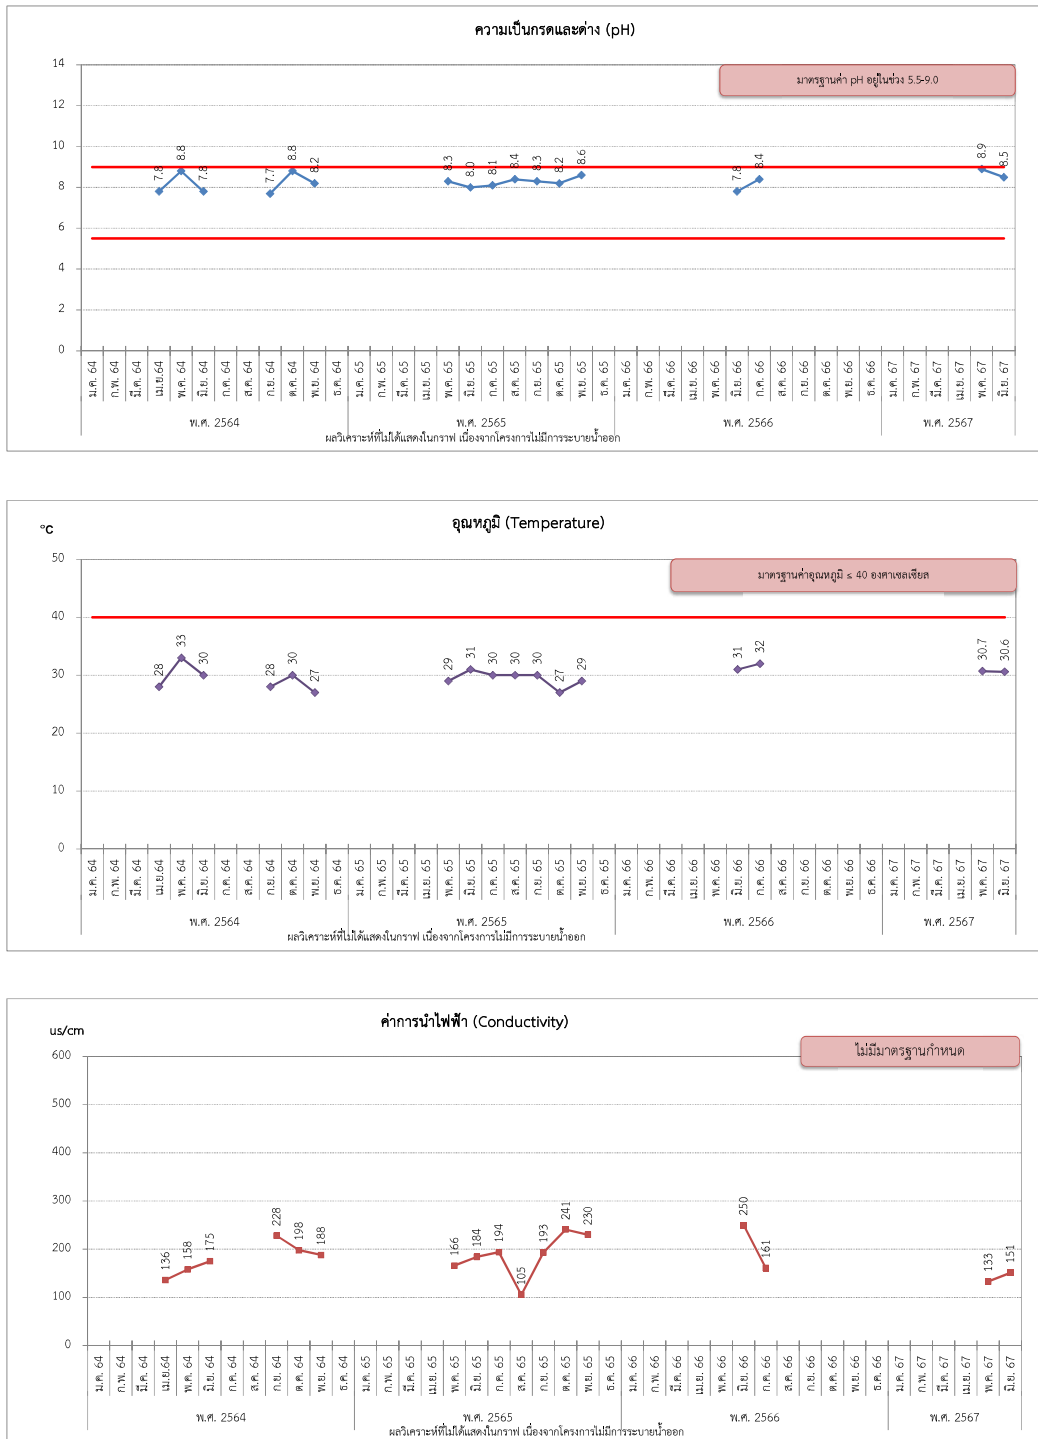 ความเป็นกรดและด่าง (pH)
มาตรฐานค่า pH อยู่ในช่วง 5.5-9.0
14
12
10
8
6
4
2
0
7.8 8.8 7.8 7.7 8.8 8.2 8.3 8.0 8.1 8.4 8.3 8.2 8.6 7.8 8.4 8.9 8.5
ม.ค. 64 ก.พ. 64 มี.ค. 64 เม.ย.64 พ.ค. 64 มิ.ย. 64 ก.ค. 64 ส.ค. 64 ก.ย. 64 ต.ค. 64 พ.ย. 64 ธ.ค. 64 ม.ค. 65 ก.พ. 65 มี.ค. 65 เม.ย. 65 พ.ค. 65 มิ.ย. 65 ก.ค. 65 ส.ค. 65 ก.ย. 65 ต.ค. 65 พ.ย. 65 ธ.ค. 65 ม.ค. 66 ก.พ. 66 มี.ค. 66 เม.ย. 66 พ.ค. 66 มิ.ย. 66 ก.ค. 66 ส.ค. 66 ก.ย. 66 ต.ค. 66 พ.ย. 66 ธ.ค. 66 ม.ค. 67 ก.พ. 67 มี.ค. 67 เม.ย. 67 พ.ค. 67 มิ.ย. 67
พ.ศ. 2564 พ.ศ. 2565 พ.ศ. 2566 พ.ศ. 2567
ผลวิเคราะห์ที่ไม่ได้แสดงในกราฟ เนื่องจากโครงการไม่มีการระบายน้ำออก
อุณหภูมิ (Temperature)
°C
มาตรฐานค่าอุณหภูมิ ≤ 40 องศาเซลเซียส
50
40
30
20
10
0
28 33 30 28 30 27 29 31 30 30 30 27 29 31 32 30.7 30.6
ม.ค. 64 ก.พ. 64 มี.ค. 64 เม.ย.64 พ.ค. 64 มิ.ย. 64 ก.ค. 64 ส.ค. 64 ก.ย. 64 ต.ค. 64 พ.ย. 64 ธ.ค. 64 ม.ค. 65 ก.พ. 65 มี.ค. 65 เม.ย. 65 พ.ค. 65 มิ.ย. 65 ก.ค. 65 ส.ค. 65 ก.ย. 65 ต.ค. 65 พ.ย. 65 ธ.ค. 65 ม.ค. 66 ก.พ. 66 มี.ค. 66 เม.ย. 66 พ.ค. 66 มิ.ย. 66 ก.ค. 66 ส.ค. 66 ก.ย. 66 ต.ค. 66 พ.ย. 66 ธ.ค. 66 ม.ค. 67 ก.พ. 67 มี.ค. 67 เม.ย. 67 พ.ค. 67 มิ.ย. 67
พ.ศ. 2564 พ.ศ. 2565 พ.ศ. 2566 พ.ศ. 2567
ผลวิเคราะห์ที่ไม่ได้แสดงในกราฟ เนื่องจากโครงการไม่มีการระบายน้ำออก
ค่าการนำไฟฟ้า (Conductivity)
us/cm
ไม่มีมาตรฐานกำหนด
600
500
400
300
200
100
0
136 158 175 228 198 188 166 184 194 105 193 241 230 250 161 133 151
ม.ค. 64 ก.พ. 64 มี.ค. 64 เม.ย.64 พ.ค. 64 มิ.ย. 64 ก.ค. 64 ส.ค. 64 ก.ย. 64 ต.ค. 64 พ.ย. 64 ธ.ค. 64 ม.ค. 65 ก.พ. 65 มี.ค. 65 เม.ย. 65 พ.ค. 65 มิ.ย. 65 ก.ค. 65 ส.ค. 65 ก.ย. 65 ต.ค. 65 พ.ย. 65 ธ.ค. 65 ม.ค. 66 ก.พ. 66 มี.ค. 66 เม.ย. 66 พ.ค. 66 มิ.ย. 66 ก.ค. 66 ส.ค. 66 ก.ย. 66 ต.ค. 66 พ.ย. 66 ธ.ค. 66 ม.ค. 67 ก.พ. 67 มี.ค. 67 เม.ย. 67 พ.ค. 67 มิ.ย. 67
พ.ศ. 2564 พ.ศ. 2565 พ.ศ. 2566 พ.ศ. 2567
ผลวิเคราะห์ที่ไม่ได้แสดงในกราฟ เนื่องจากโครงการไม่มีการระบายน้ำออก